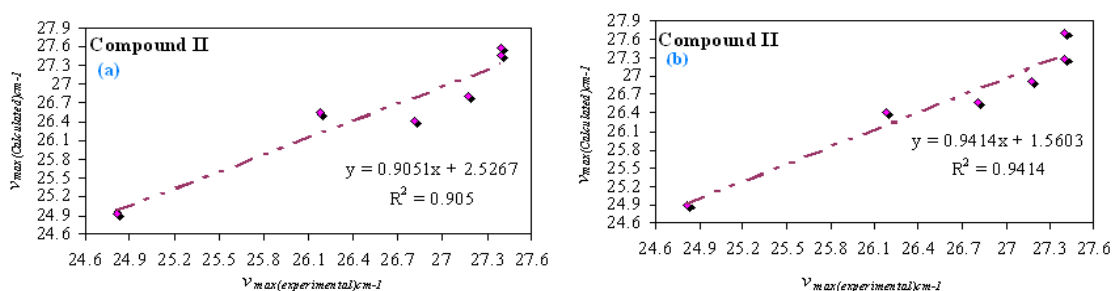 27.9
27.6
27.3
27
26.7
26.4
26.1
25.8
25.5
25.2
24.9
24.6
Compound II
(a)
y = 0.9051x + 2.5267
R² = 0.905
24.6 24.9 25.2 25.5 25.8 26.1 26.4 26.7 27 27.3 27.6
ν max(experimental)cm-1
ν max(Calculated)cm-1
27.9
27.6
27.3
27
26.7
26.4
26.1
25.8
25.5
25.2
24.9
24.6
Compound II
(b)
y = 0.9414x + 1.5603
R² = 0.9414
24.6 24.9 25.2 25.5 25.8 26.1 26.4 26.7 27 27.3 27.6
ν max(experimental)cm-1
ν max(Calculated)cm-1